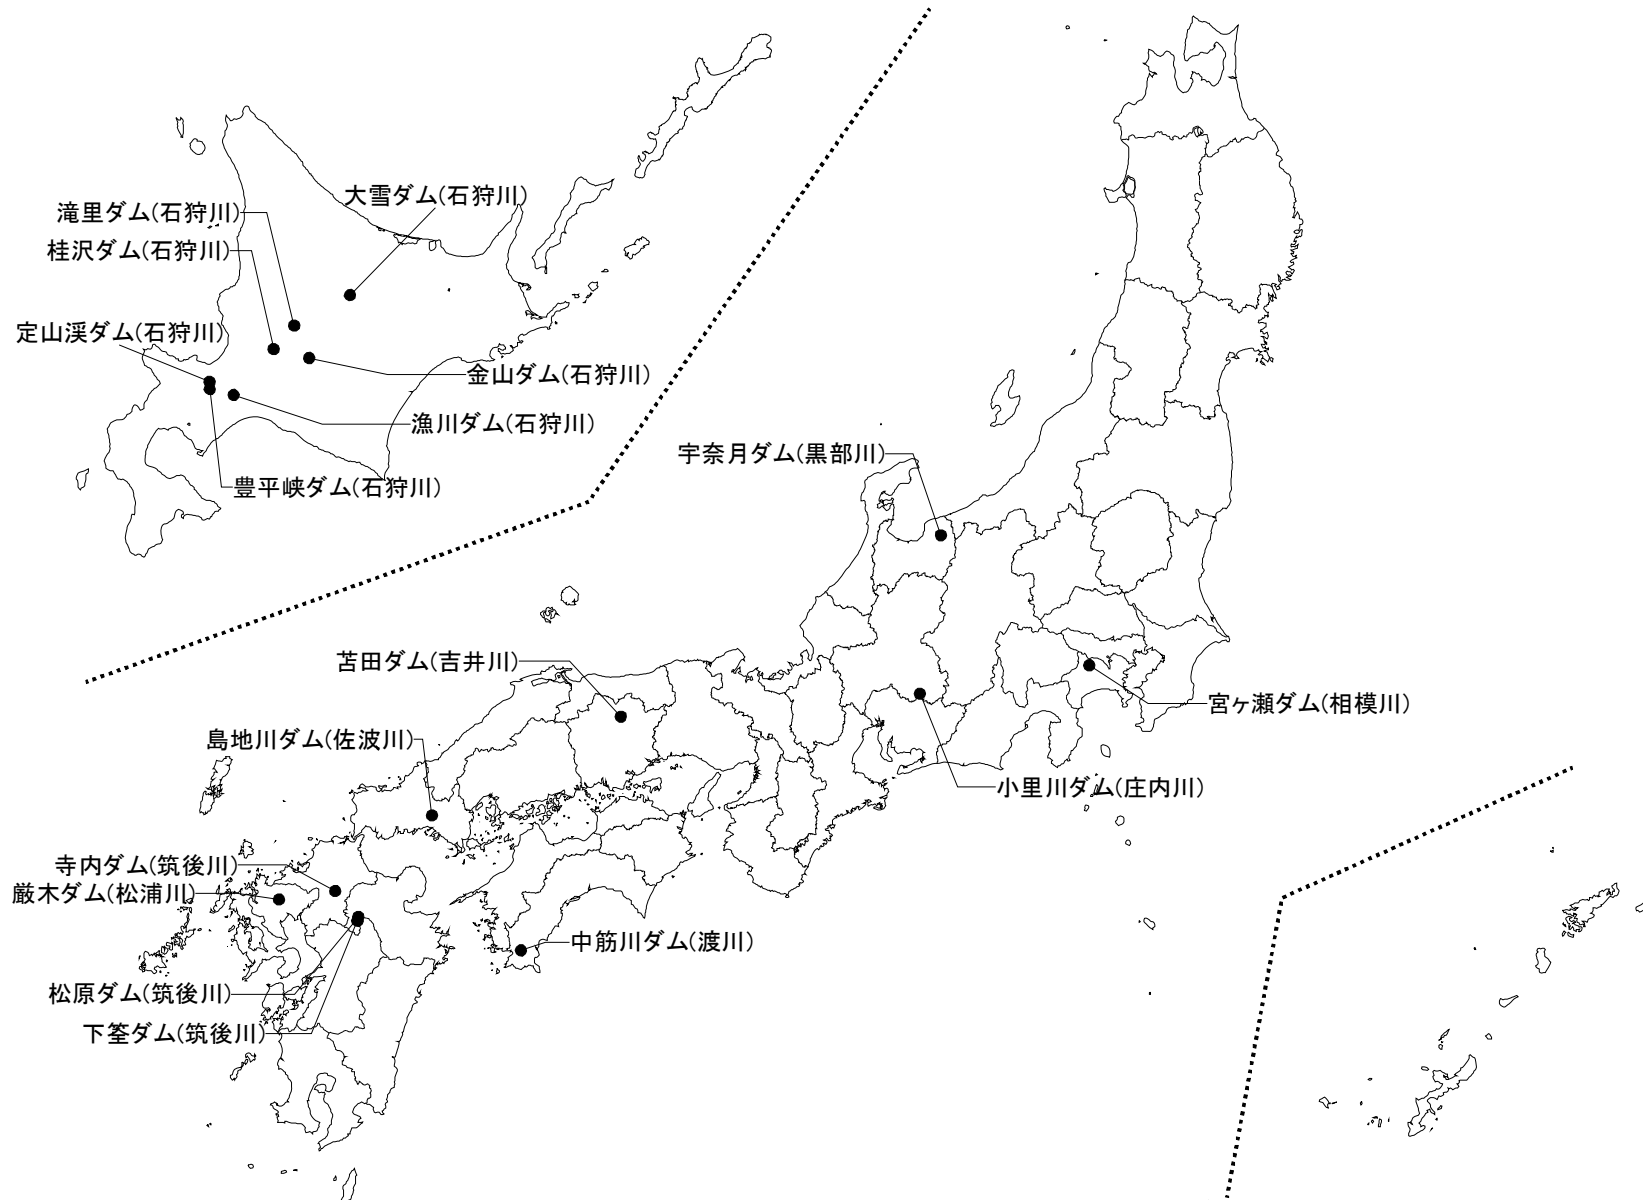 大雪ダム(石狩川)
滝里ダム(石狩川)
桂沢ダム(石狩川)
定山渓ダム(石狩川)
金山ダム(石狩川)
漁川ダム(石狩川)
豊平峡ダム(石狩川)
宇奈月ダム(黒部川)
苫田ダム(吉井川)
宮ヶ瀬ダム(相模川)
島地川ダム(佐波川)
小里川ダム(庄内川)
寺内ダム(筑後川)
厳木ダム(松浦川)
中筋川ダム(渡川)
松原ダム(筑後川)
下筌ダム(筑後川)